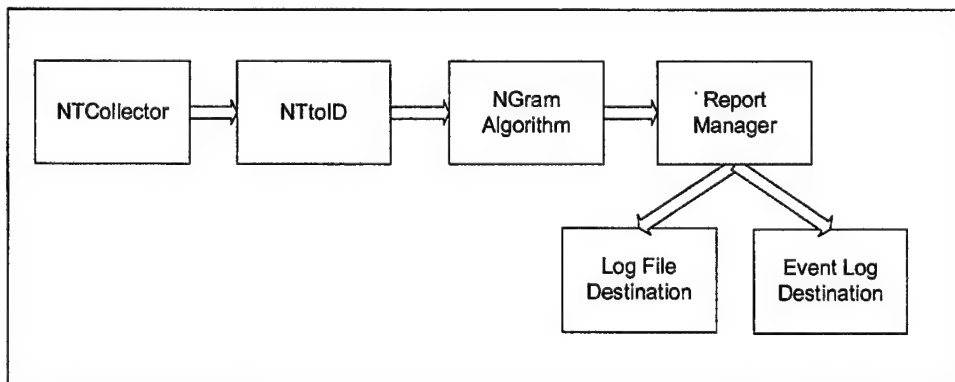 NTCollector
NTtoID
NGram
Algorithm
Report
Manager
Log File
Destination
Event Log
Destination